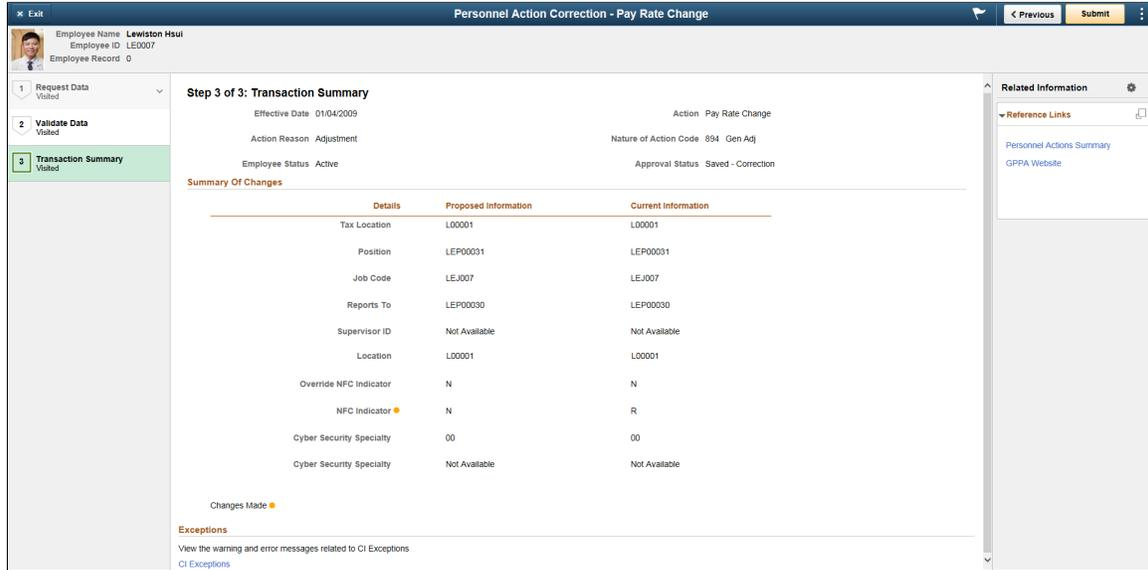 × Exit
Personnel Action Correction - Pay Rate Change
Previous
Submit
Employee Name Lewiston Hsui
Employee ID LE0007
Employee Record 0
1 Request Data
Visited
2 Validate Data
Visited
3 Transaction Summary
Visited
Step 3 of 3: Transaction Summary
Effective Date 01/04/2009 Action Pay Rate Change
Action Reason Adjustment Nature of Action Code 894 Gen Adj
Employee Status Active Approval Status Saved - Correction
Summary Of Changes
Details Proposed Information Current Information
Tax Location L00001 L00001
Position LEP00031 LEP00031
Job Code LEJ007 LEJ007
Reports To LEP00030 LEP00030
Supervisor ID Not Available Not Available
Location L00001 L00001
Override NFC Indicator N N
NFC Indicator N R
Cyber Security Specialty 00 00
Cyber Security Specialty Not Available Not Available
Changes Made
Exceptions
View the warning and error messages related to CI Exceptions
CI Exceptions
Related Information
Reference Links
Personnel Actions Summary
GPPA Website